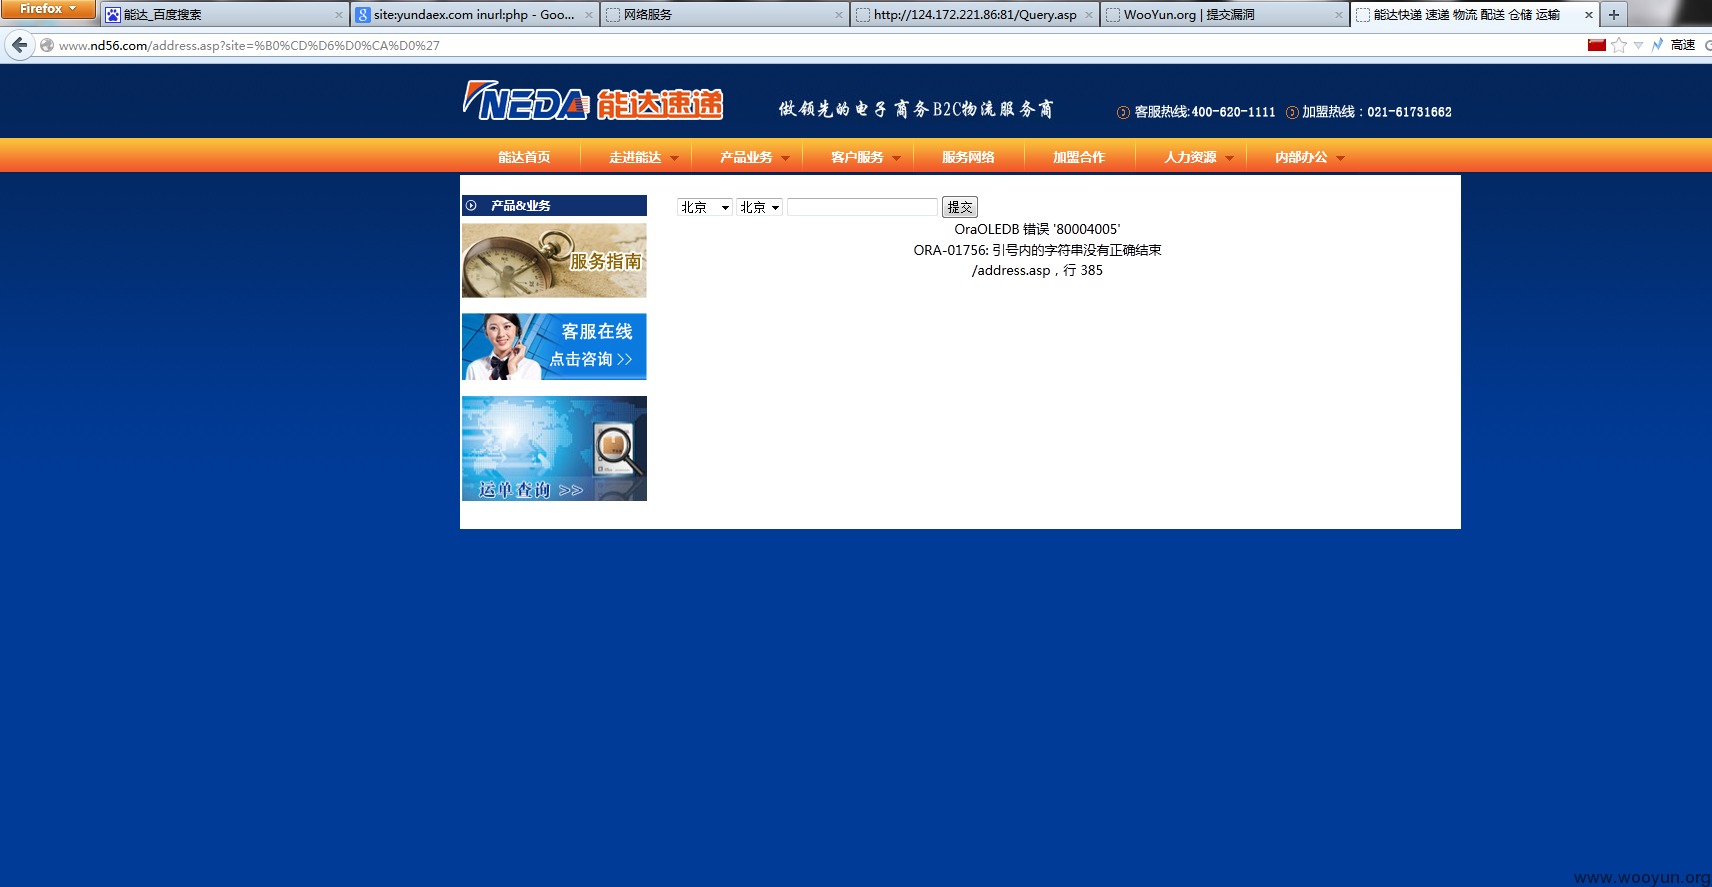 Firefox
能达_百度搜索
site:yundaex.com inurl:php - Goo...
网络服务
http://124.172.221.86:81/Query.asp
WooYun.org | 提交漏洞
能达快递 速递 物流 配送 仓储 运输
www.nd56.com/address.asp?site=%B0%CD%D6%D0%CA%D0%27
高速
NEDA 能达速递
做领先的电子商务B2C物流服务商
客服热线:400-620-1111
加盟热线：021-61731662
能达首页
走进能达
产品业务
客户服务
服务网络
加盟合作
人力资源
内部办公
产品&业务
北京
北京
提交
OraOLEDB 错误 '80004005'
ORA-01756: 引号内的字符串没有正确结束
/address.asp，行 385
服务指南
客服在线
点击咨询 >>
运单查询 >>
www.wooyun.org